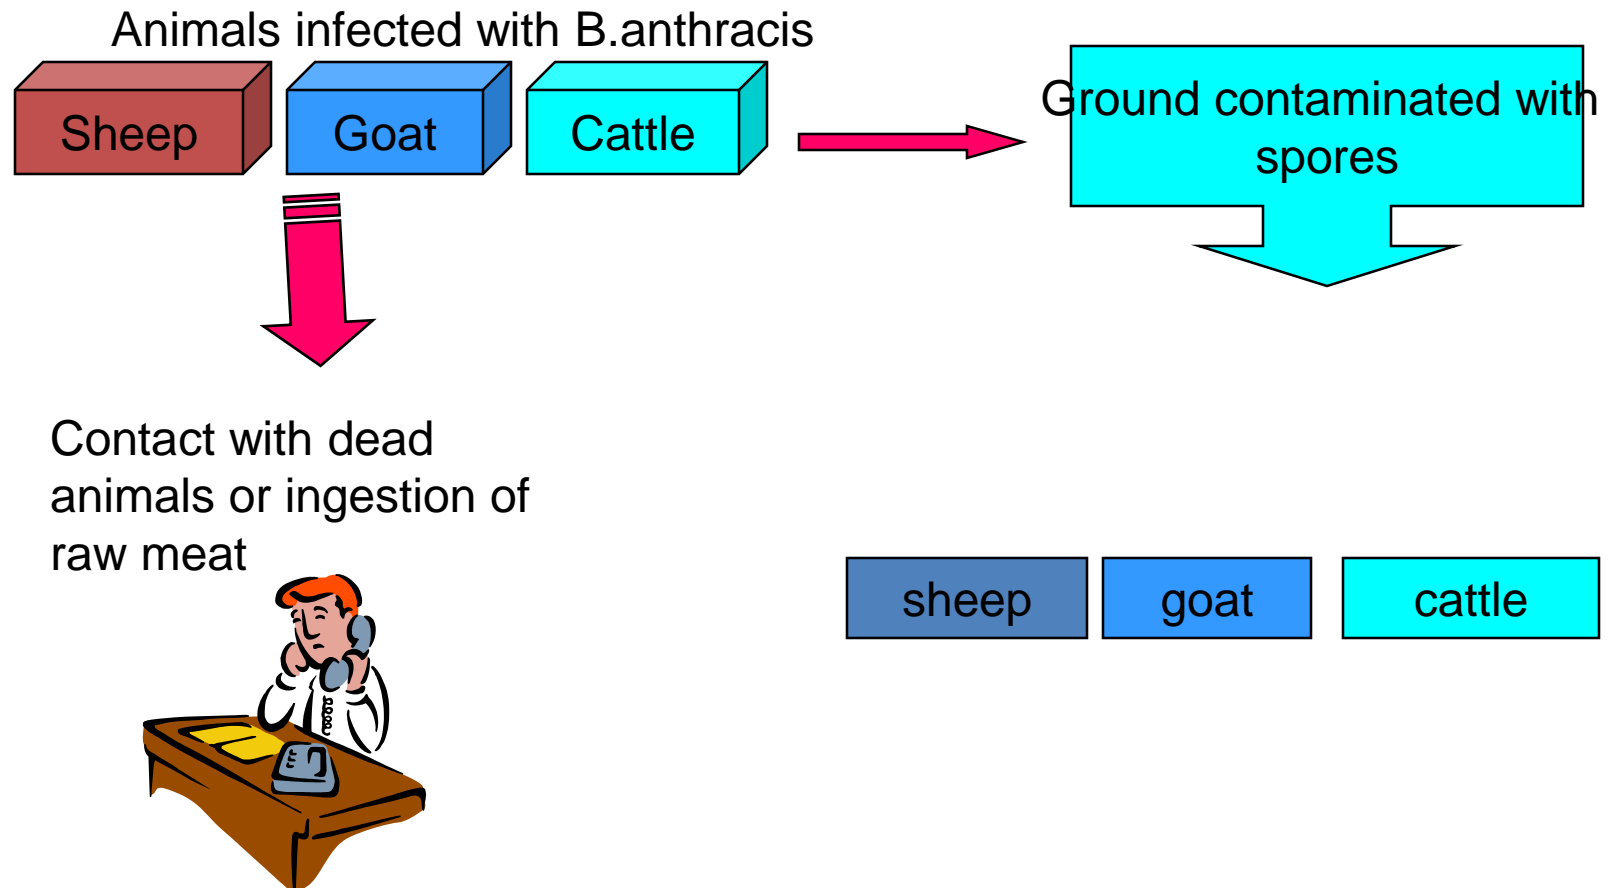 Animals infected with B.anthracis
Sheep
Goat
Cattle
Ground contaminated with
spores
Contact with dead
animals or ingestion of
raw meat
sheep
goat
cattle